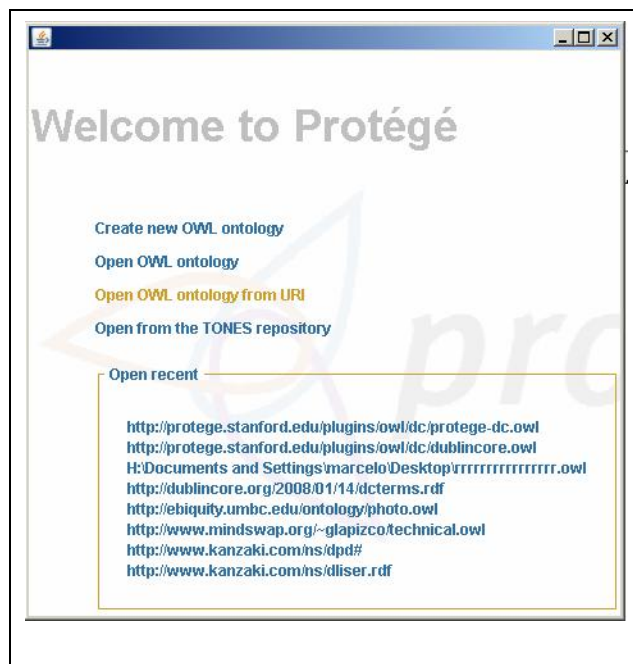 Welcome to Protégé
Create new OWL ontology
Open OWL ontology
Open OWL ontology from URI
Open from the TONES repository
Open recent
http://protege.stanford.edu/plugins/owl/dc/protege-dc.owl
http://protege.stanford.edu/plugins/owl/dc/dublincore.owl
H:\Documents and Settings\marcelo\Desktop\rrrrrrrrrrrrrrrr.owl
http://dublincore.org/2008/01/14/dcterms.rdf
http://ebiquity.umbc.edu/ontology/photo.owl
http://www.mindswap.org/~glapizco/technical.owl
http://www.kanzaki.com/ns/dpd#
http://www.kanzaki.com/ns/dliser.rdf
pro